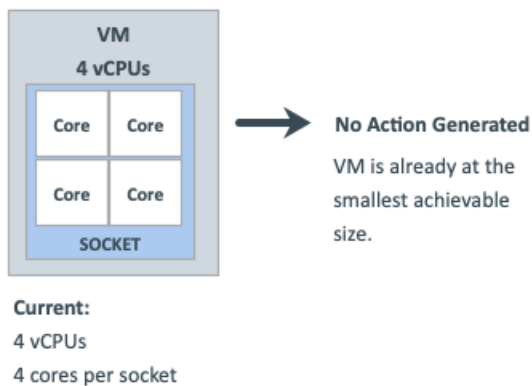 VM
4 vCPUs
Core
Core
Core
Core
SOCKET
No Action Generated
VM is already at the
smallest achievable
size.
Current:
4 vCPUs
4 cores per socket